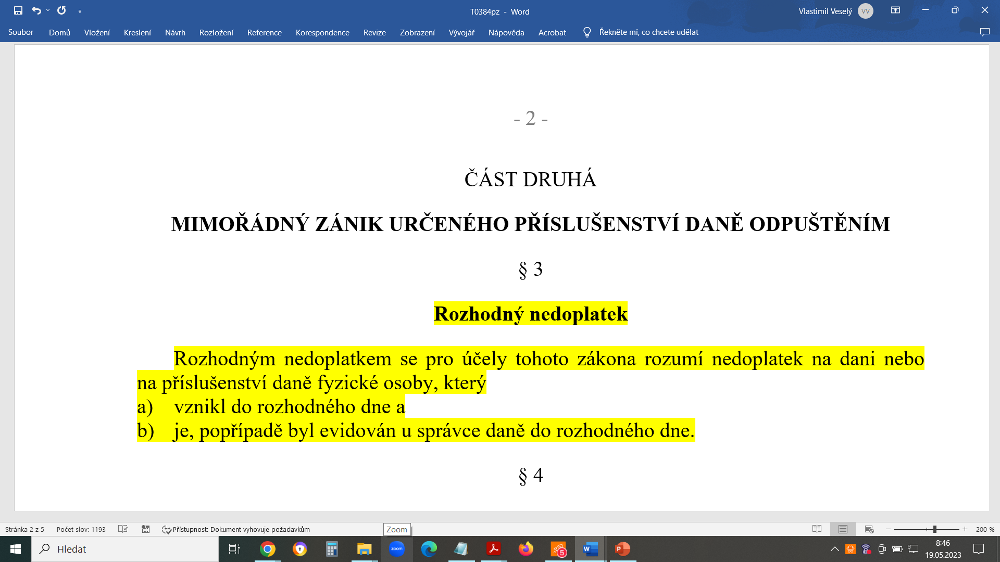 T0384pz - Word
Vlastimil Veselý VV
Soubor Domů Vložení Kreslení Návrh Rozložení Reference Korespondence Revize Zobrazení Vývojář Nápověda Acrobat Řekněte mi, co chcete udělat
- 2 -
ČÁST DRUHÁ
MIMOŘÁDNÝ ZÁNIK URČENÉHO PŘÍSLUŠENSTVÍ DANĚ ODPUŠTĚNÍM
§ 3
Rozhodný nedoplatek
Rozhodným nedoplatkem se pro účely tohoto zákona rozumí nedoplatek na dani nebo
na příslušenství daně fyzické osoby, který
a) vznikl do rozhodného dne a
b) je, popřípadě byl evidován u správce daně do rozhodného dne.
§ 4
Stránka 2 z 5 Počet slov: 1193 Přístupnost: Dokument vyhovuje požadavkům Zoom 200 %
Hledat zoom 5 W P
8:46
19.05.2023